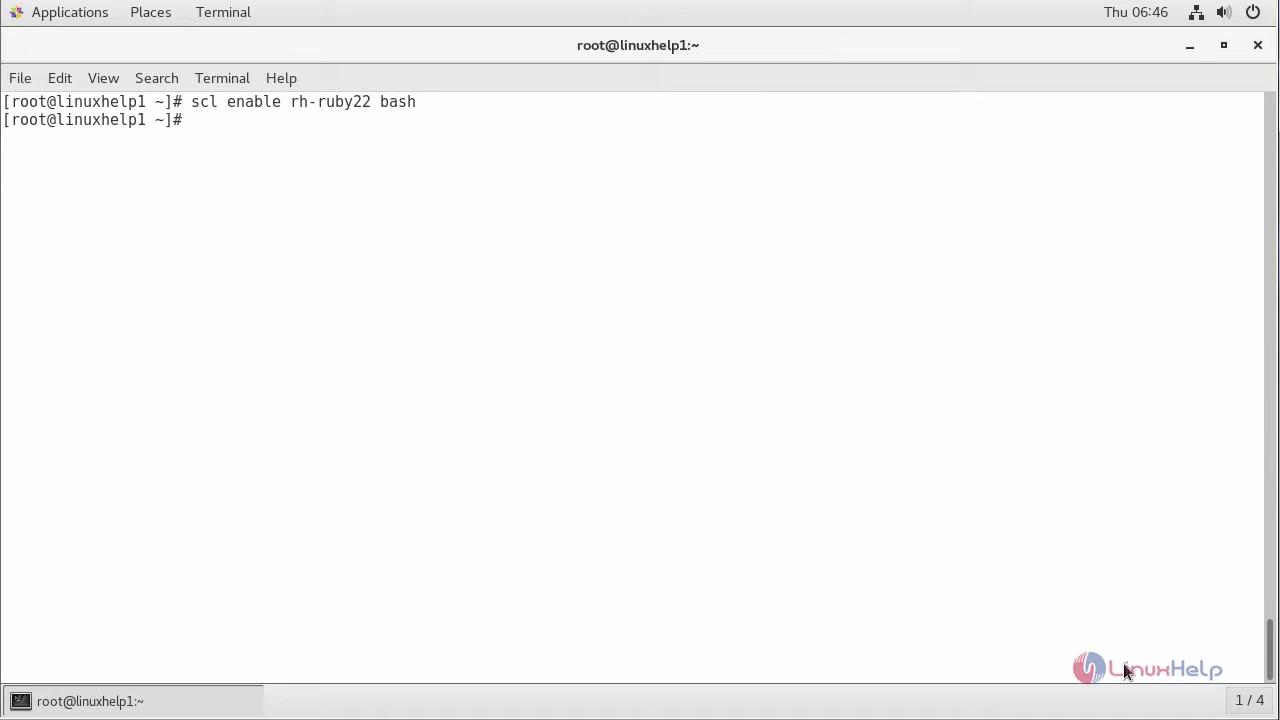 Applications Places Terminal Thu 06:46
root@linuxhelp1:~
File Edit View Search Terminal Help
[root@linuxhelp1 ~]# scl enable rh-ruby22 bash
[root@linuxhelp1 ~]#
LinuxHelp
root@linuxhelp1:~ 1 / 4